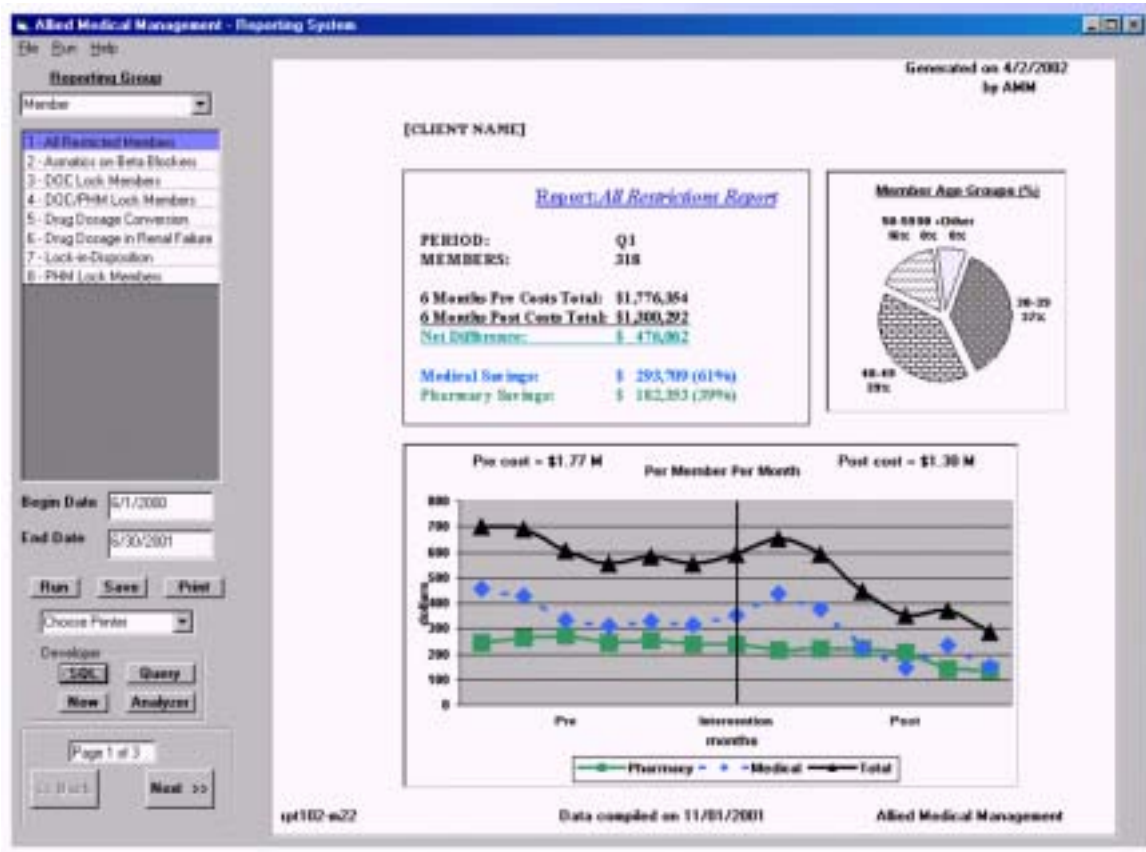 Allied Medical Management - Reporting System
File Run Help
Reporting Group
Member
1 - All Restricted Members
2 - Asmatics on Beta Blockers
3 - DOC Lock Members
4 - DOC/PHM Lock Members
5 - Drug Dosage Conversion
6 - Drug Dosage in Renal Failure
7 - Lock-in-Disposition
8 - PHM Lock Members
Begin Date 6/1/2000
End Date 6/30/2001
Run Save Print
Choose Printer
Developer
SQL Query
New Analyzer
Page 1 of 3
<< Back Next >>
Generated on 4/2/2002
by AMM
[CLIENT NAME]
Report: All Restrictions Report
PERIOD: Q1
MEMBERS: 318
6 Months Pre Costs Total: $1,776,354
6 Months Post Costs Total: $1,300,292
Net Difference: $ 476,062
Medical Savings: $ 293,709 (61%)
Pharmacy Savings: $ 182,353 (39%)
Member Age Groups (%)
Other
37%
40-49
Pre cost = $1.77 M
Per Member Per Month
Post cost = $1.30 M
dollars
800
700
600
500
400
300
200
100
0
Pre Intervention Post
months
Pharmacy Medical Total
rpt102-m22
Data compiled on 11/01/2001
Allied Medical Management